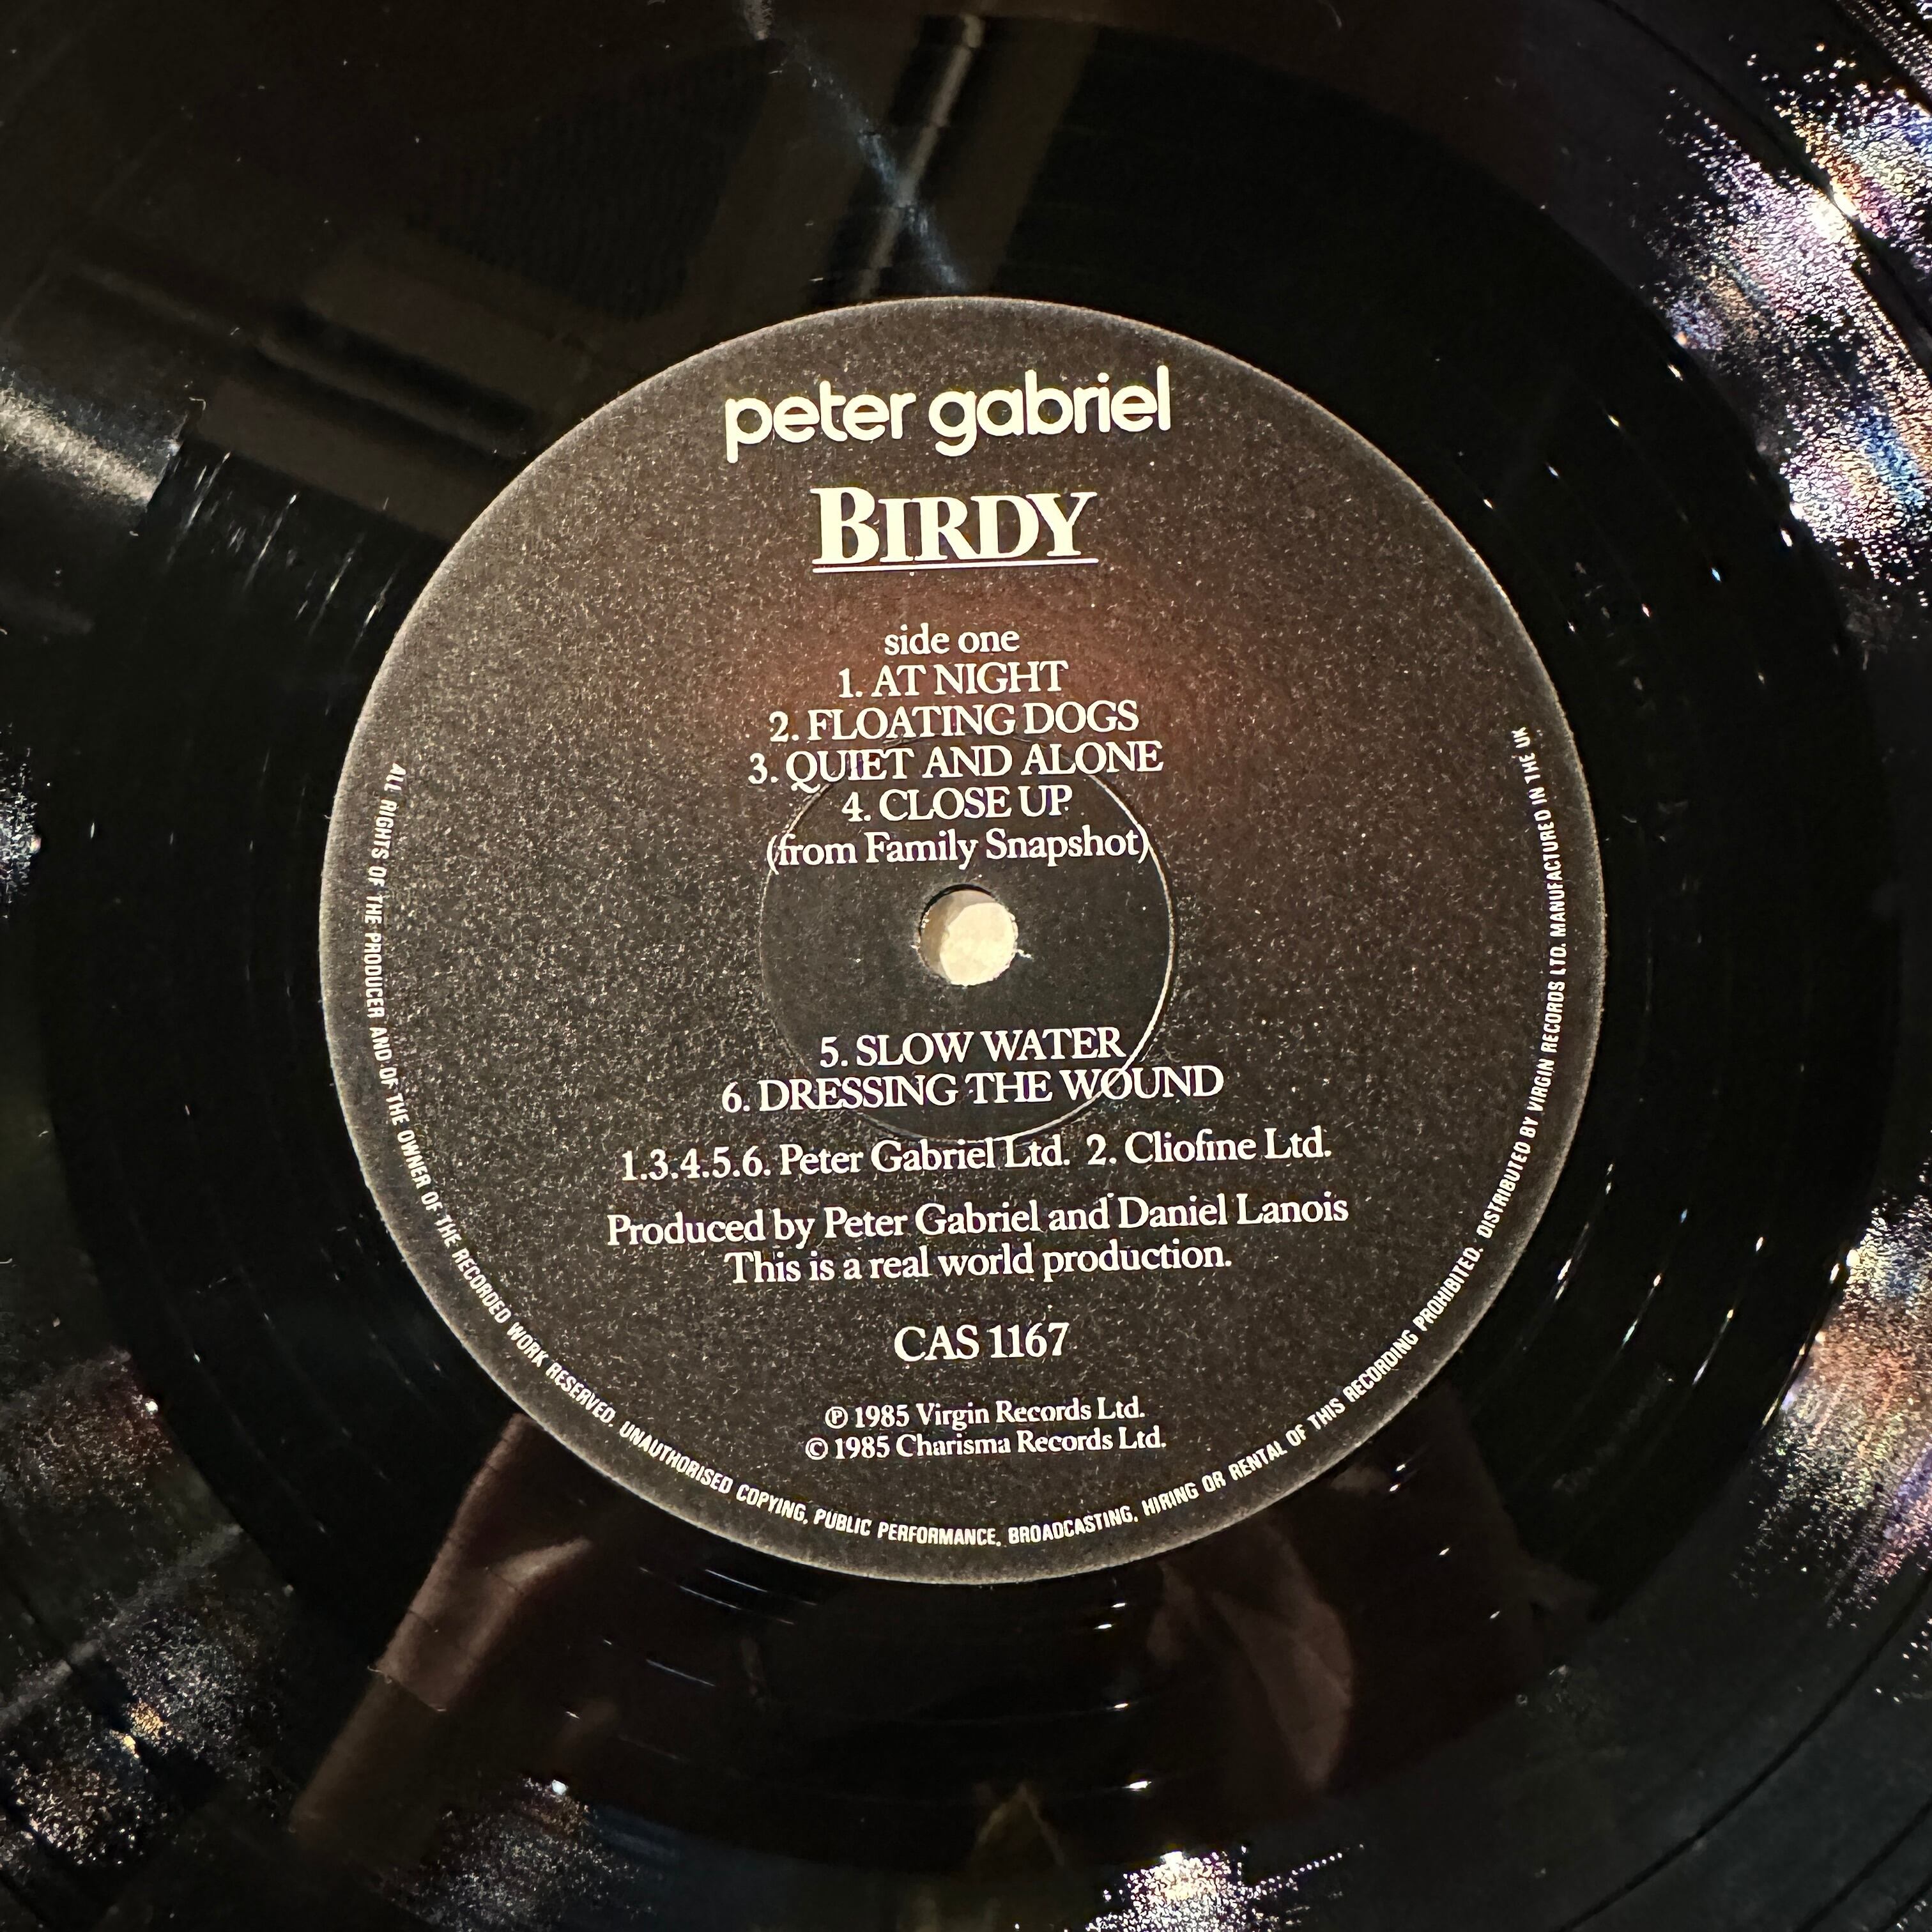 peter gabriel
BIRDY
side one
1. AT NIGHT
2. FLOATING DOGS
3. QUIET AND ALONE
4. CLOSE UP
(from Family Snapshot)
5. SLOW WATER
6. DRESSING THE WOUND
1.3.4.5.6. Peter Gabriel Ltd. 2. Cliofine Ltd.
Produced by Peter Gabriel and Daniel Lanois
This is a real world production.
CAS 1167
℗ 1985 Virgin Records Ltd.
© 1985 Charisma Records Ltd.
ALL RIGHTS OF THE PRODUCER AND OF THE OWNER OF THE RECORDED WORK RESERVED. UNAUTHORISED COPYING, PUBLIC PERFORMANCE, BROADCASTING, HIRING OR RENTAL OF THIS RECORDING PROHIBITED. DISTRIBUTED BY VIRGIN RECORDS LTD. MANUFACTURED IN THE UK